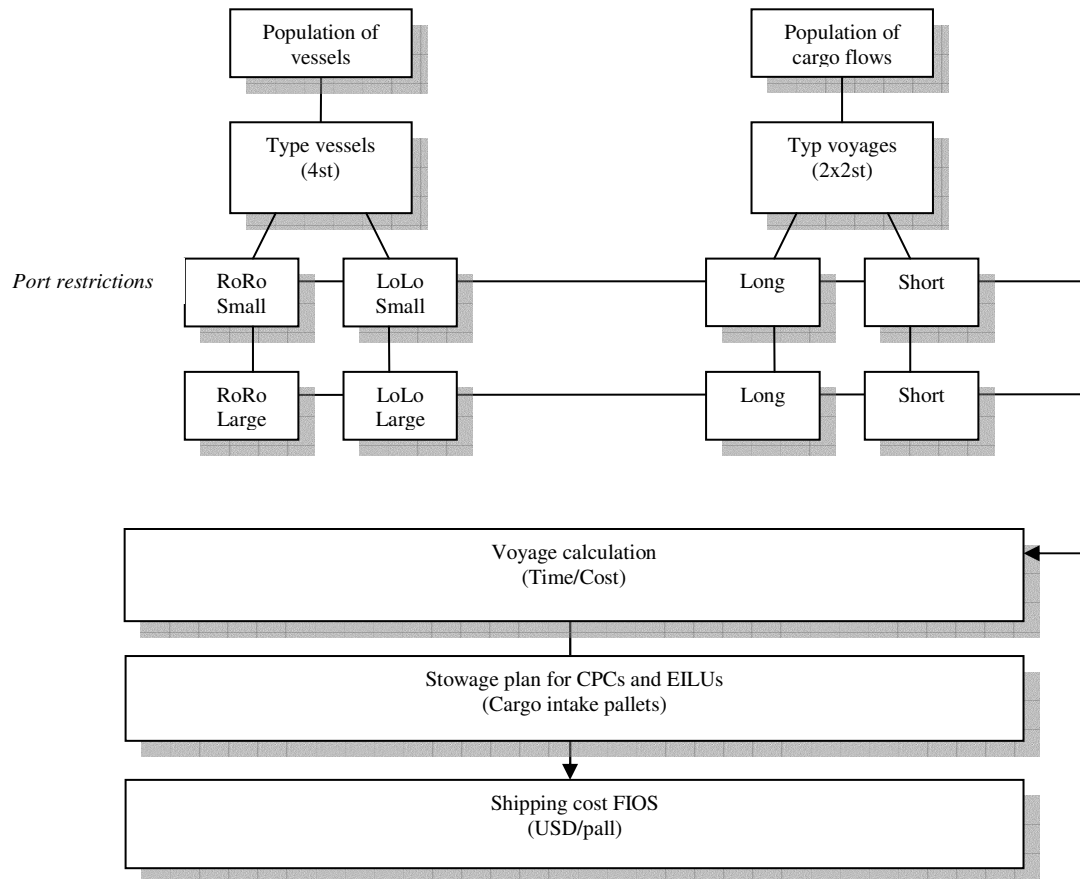 Population of
vessels
Population of
cargo flows
Type vessels
(4st)
Typ voyages
(2x2st)
Port restrictions
RoRo
Small
LoLo
Small
Long
Short
RoRo
Large
LoLo
Large
Long
Short
Voyage calculation
(Time/Cost)
Stowage plan for CPCs and EILUs
(Cargo intake pallets)
Shipping cost FIOS
(USD/pall)